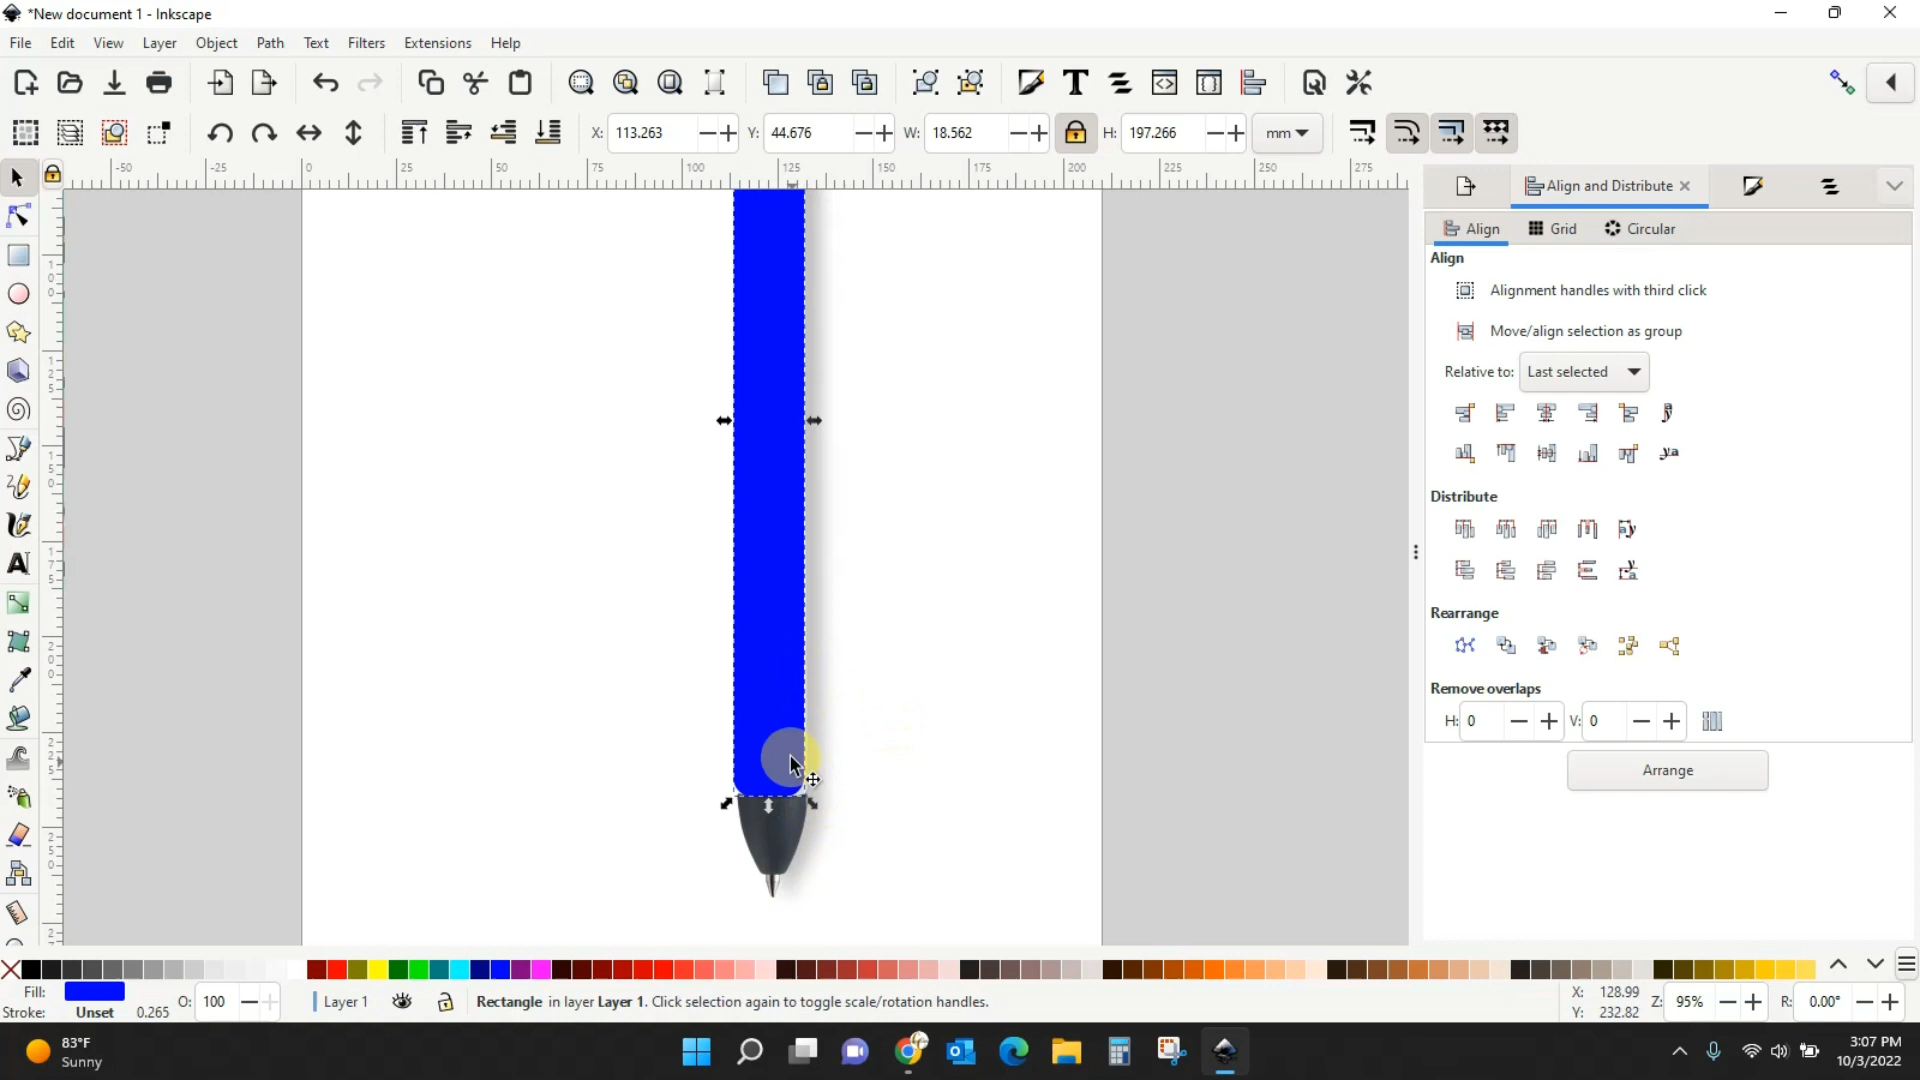 *New document 1 - Inkscape
File Edit View Layer Object Path Text Filters Extensions Help
X: 113.263 Y: 44.676 W: 18.562 H: 197.266 mm
-50 -25 0 25 50 75 100 125 150 175 200 225 250 275
Align and Distribute
Align Grid Circular
Align
Alignment handles with third click
Move/align selection as group
Relative to: Last selected
Distribute
Rearrange
Remove overlaps
H: 0 V: 0
Arrange
Fill: O: 100 Layer 1 Rectangle in layer Layer 1. Click selection again to toggle scale/rotation handles. X: 128.99 Z: 95% R: 0.00°
Stroke: Unset 0.265 Y: 232.82
83°F
Sunny
3:07 PM
10/3/2022